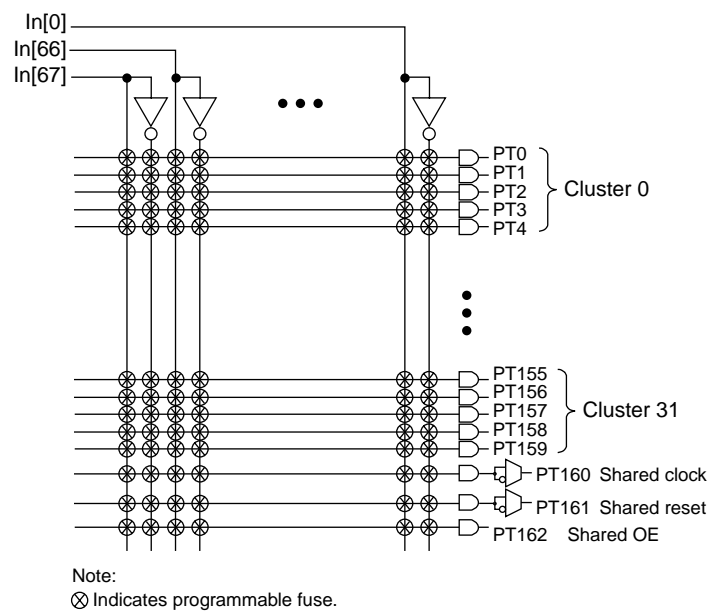 In[0]
In[66]
In[67]
PT0
PT1
PT2
PT3
PT4
Cluster 0
PT155
PT156
PT157
PT158
PT159
Cluster 31
PT160 Shared clock
PT161 Shared reset
PT162 Shared OE
Note:
Indicates programmable fuse.